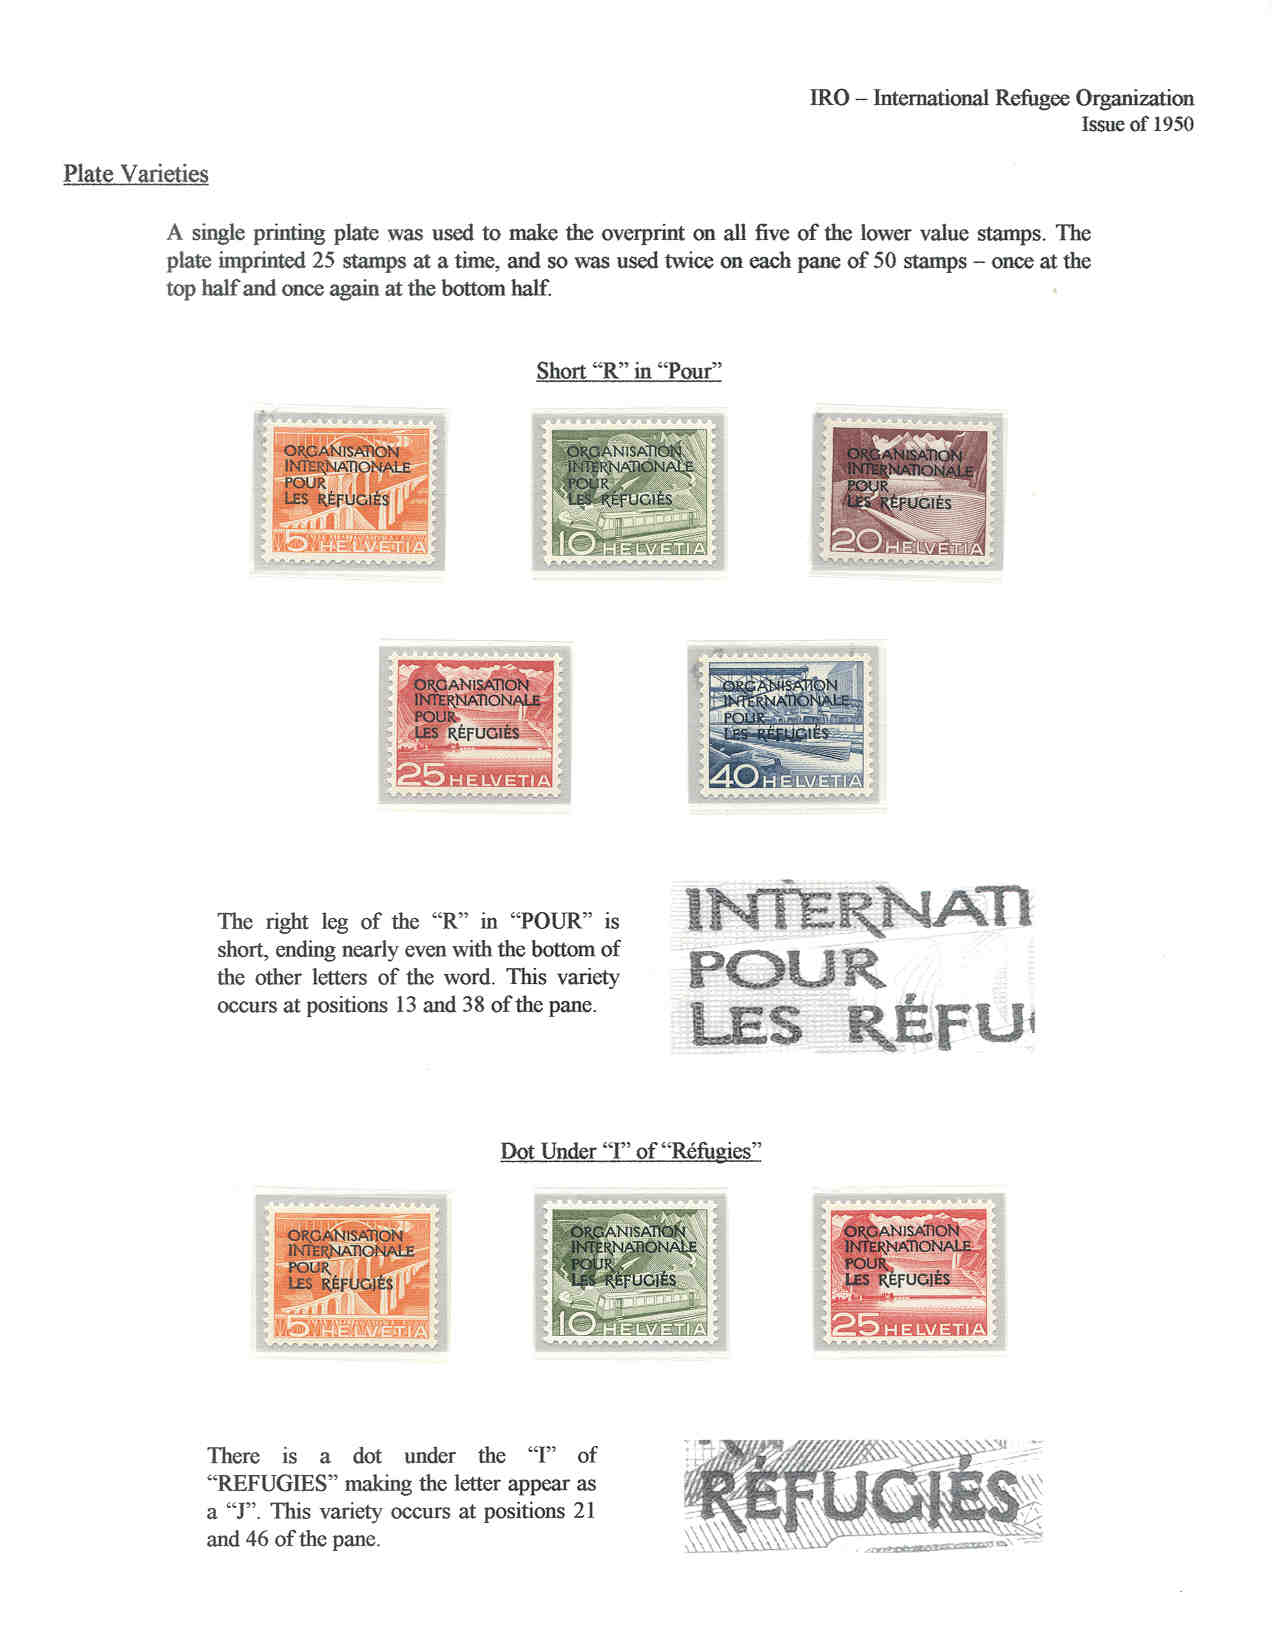 IRO – International Refugee Organization
Issue of 1950
Plate Varieties
A single printing plate was used to make the overprint on all five of the lower value stamps. The
plate imprinted 25 stamps at a time, and so was used twice on each pane of 50 stamps – once at the
top half and once again at the bottom half.
Short “R” in “Pour”
ORGANISATION
INTERNATIONALE
POUR
LES RÉFUGIÉS
5 HELVETIA
ORGANISATION
INTERNATIONALE
POUR
LES RÉFUGIÉS
10 HELVETIA
ORGANISATION
INTERNATIONALE
POUR
LES RÉFUGIÉS
20 HELVETIA
ORGANISATION
INTERNATIONALE
POUR
LES RÉFUGIÉS
25 HELVETIA
ORGANISATION
INTERNATIONALE
POUR
LES RÉFUGIÉS
40 HELVETIA
The right leg of the “R” in “POUR” is
short, ending nearly even with the bottom of
the other letters of the word. This variety
occurs at positions 13 and 38 of the pane.
INTERNATI
POUR
LES RÉFU
Dot Under “I” of “Réfugies”
ORGANISATION
INTERNATIONALE
POUR
LES RÉFUGIÉS
5 HELVETIA
ORGANISATION
INTERNATIONALE
POUR
LES RÉFUGIÉS
10 HELVETIA
ORGANISATION
INTERNATIONALE
POUR
LES RÉFUGIÉS
25 HELVETIA
There is a dot under the “I” of
“REFUGIES” making the letter appear as
a “J”. This variety occurs at positions 21
and 46 of the pane.
RÉFUGIÉS